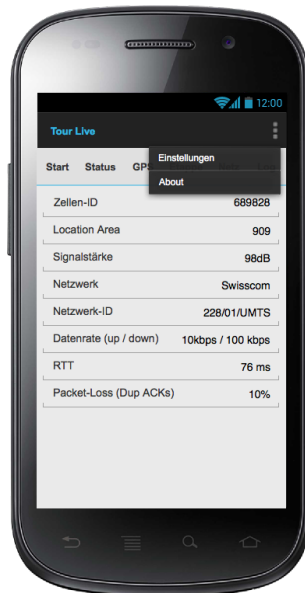 12:00
Tour Live
Einstellungen
About
Start Status GPS
Zellen-ID 689828
Location Area 909
Signalstärke 98dB
Netzwerk Swisscom
Netzwerk-ID 228/01/UMTS
Datenrate (up / down) 10kbps / 100 kbps
RTT 76 ms
Packet-Loss (Dup ACKs) 10%